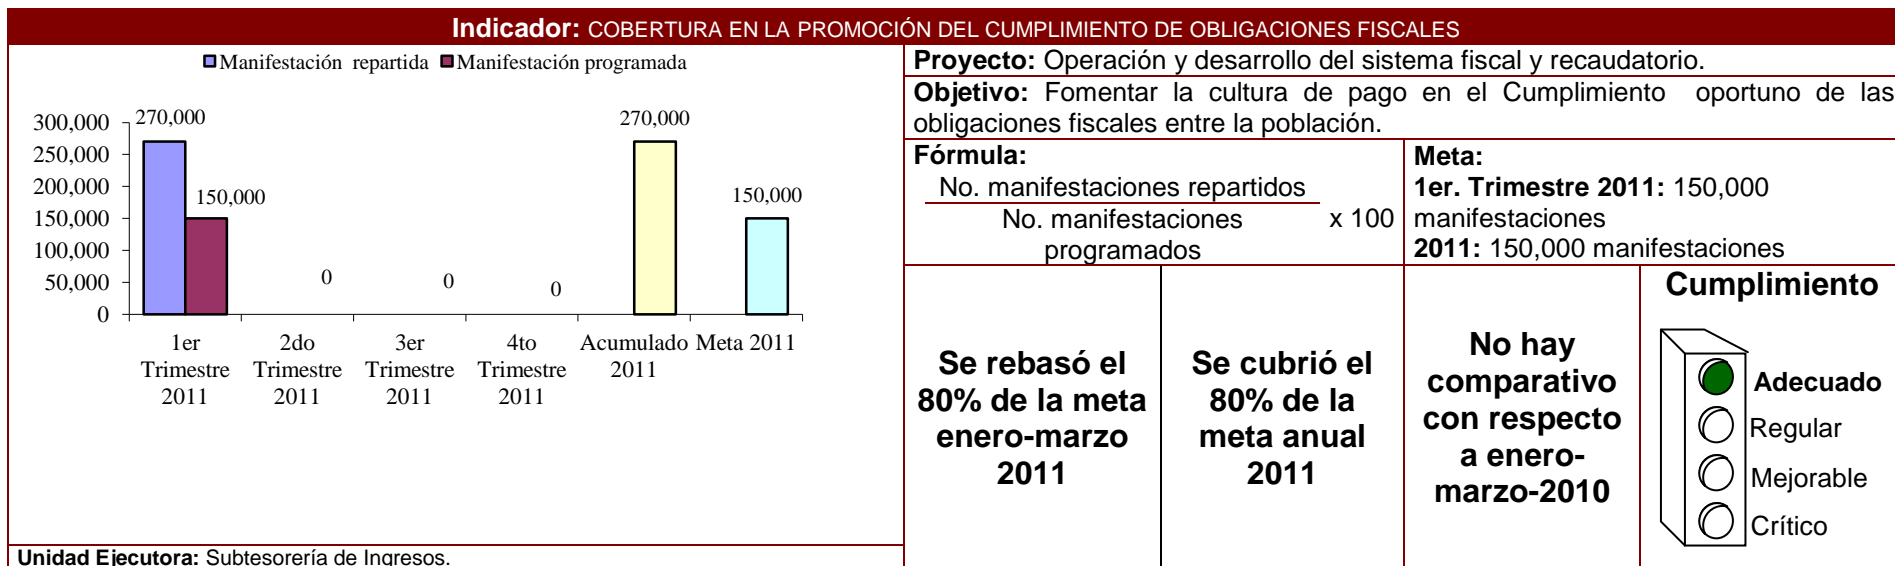 Indicador: COBERTURA EN LA PROMOCIÓN DEL CUMPLIMIENTO DE OBLIGACIONES FISCALES
Manifestación repartida Manifestación programada
300,000
250,000
200,000
150,000
100,000
50,000
0
270,000
150,000
0
0
0
270,000
150,000
1er
Trimestre
2011
2do
Trimestre
2011
3er
Trimestre
2011
4to
Trimestre
2011
Acumulado
2011
Meta 2011
Unidad Ejecutora: Subtesorería de Ingresos.
Proyecto: Operación y desarrollo del sistema fiscal y recaudatorio.
Objetivo: Fomentar la cultura de pago en el Cumplimiento oportuno de las
obligaciones fiscales entre la población.
Fórmula:
No. manifestaciones repartidos
No. manifestaciones
programados
x 100
Meta:
1er. Trimestre 2011: 150,000
manifestaciones
2011: 150,000 manifestaciones
Se rebasó el
80% de la meta
enero-marzo
2011
Se cubrió el
80% de la
meta anual
2011
No hay
comparativo
con respecto
a enero-
marzo-2010
Cumplimiento
Adecuado
Regular
Mejorable
Crítico